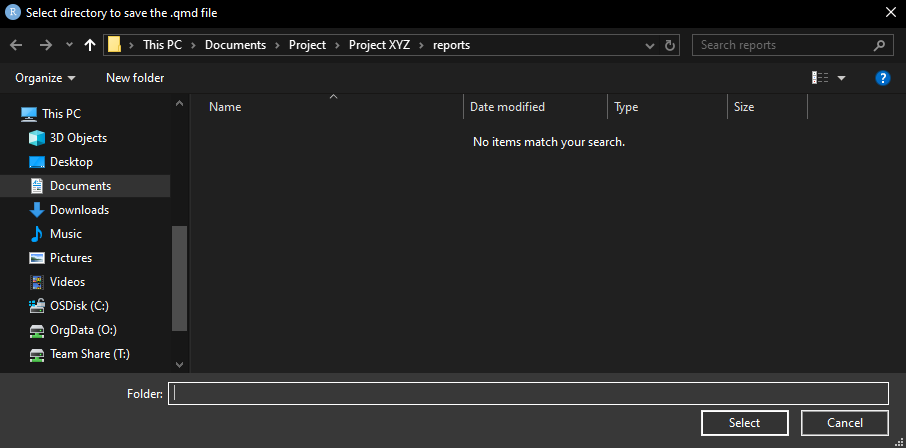 R Select directory to save the .qmd file
This PC › Documents › Project › Project XYZ › reports
Search reports
Organize
New folder
?
Name
Date modified
Type
Size
No items match your search.
This PC
3D Objects
Desktop
Documents
Downloads
Music
Pictures
Videos
OSDisk (C:)
OrgData (O:)
Team Share (T:)
Folder:
Select
Cancel